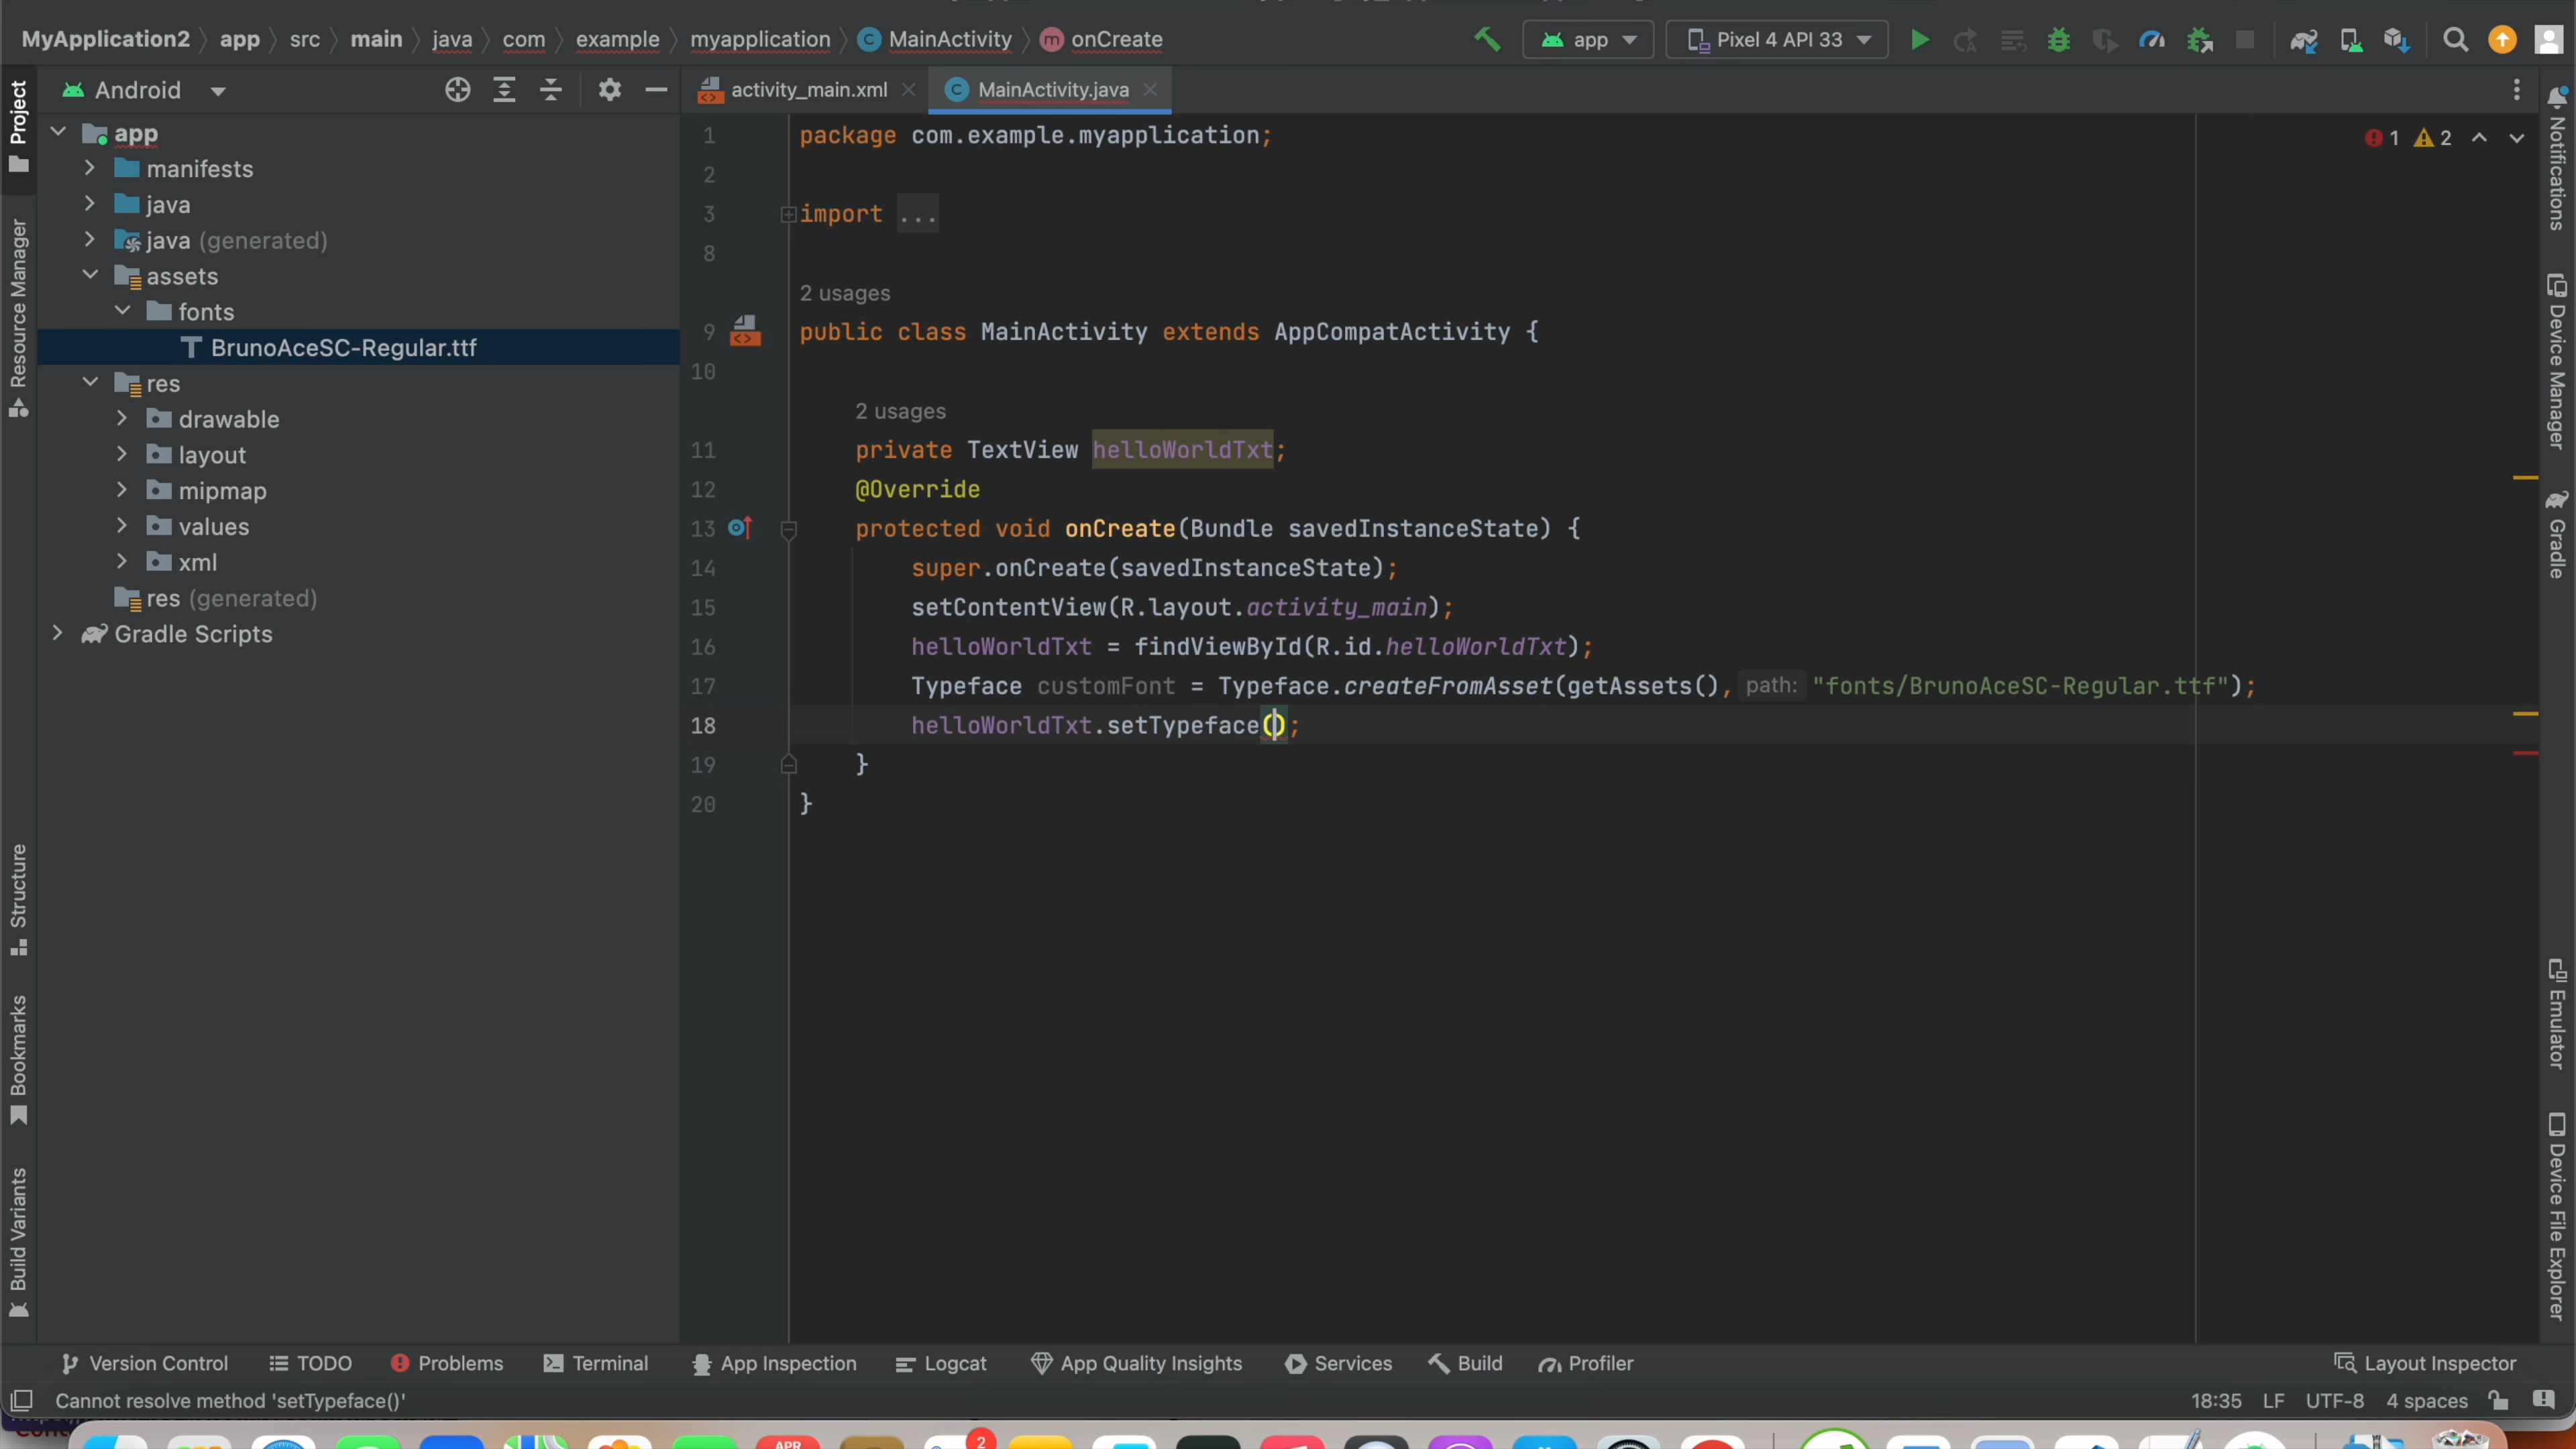 MyApplication2 app src main java com example myapplication MainActivity onCreate app Pixel 4 API 33
Android
activity_main.xml MainActivity.java
Project
Resource Manager
Structure
Bookmarks
Build Variants
app
manifests
java
java (generated)
assets
fonts
BrunoAceSC-Regular.ttf
res
drawable
layout
mipmap
values
xml
res (generated)
Gradle Scripts
1 package com.example.myapplication;
2
3 import ...
8
2 usages
9 public class MainActivity extends AppCompatActivity {
10
2 usages
11 private TextView helloWorldTxt;
12 @Override
13 protected void onCreate(Bundle savedInstanceState) {
14 super.onCreate(savedInstanceState);
15 setContentView(R.layout.activity_main);
16 helloWorldTxt = findViewById(R.id.helloWorldTxt);
17 Typeface customFont = Typeface.createFromAsset(getAssets(), path: "fonts/BrunoAceSC-Regular.ttf");
18 helloWorldTxt.setTypeface();
19 }
20 }
1 2
Notifications
Device Manager
Gradle
Emulator
Device File Explorer
Version Control TODO Problems Terminal App Inspection Logcat App Quality Insights Services Build Profiler Layout Inspector
Cannot resolve method 'setTypeface()' 18:35 LF UTF-8 4 spaces
APR
2